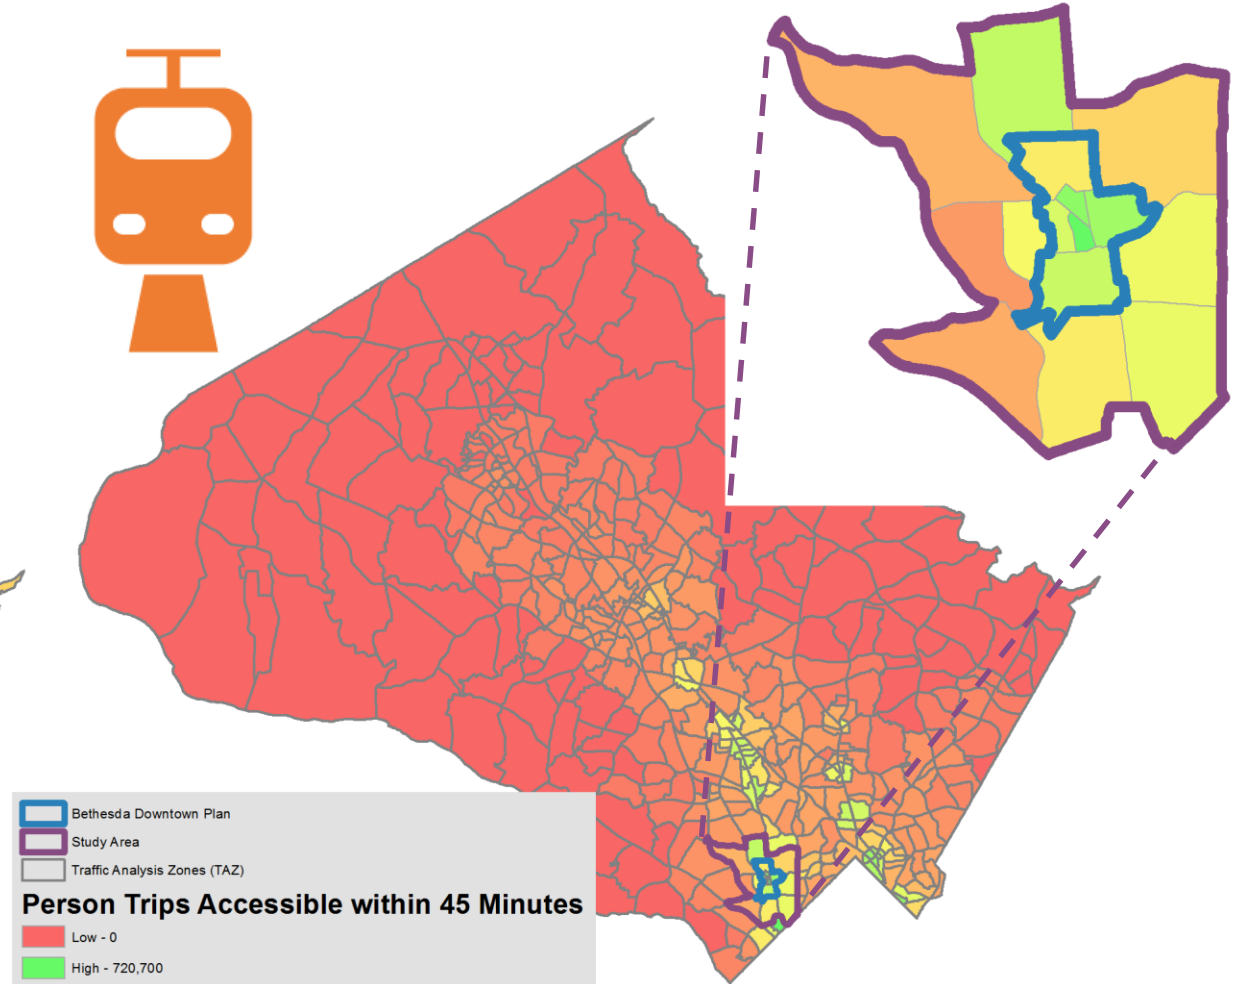 Bethesda Downtown Plan
Study Area
Traffic Analysis Zones (TAZ)
Person Trips Accessible within 45 Minutes
Low - 0
High - 720,700